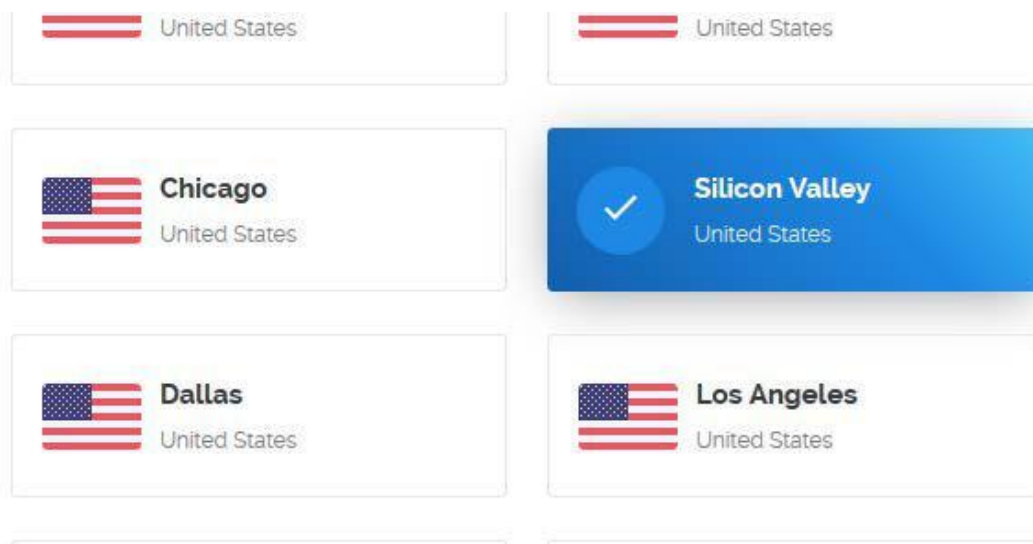 United States
United States
Chicago
United States
Silicon Valley
United States
Dallas
United States
Los Angeles
United States